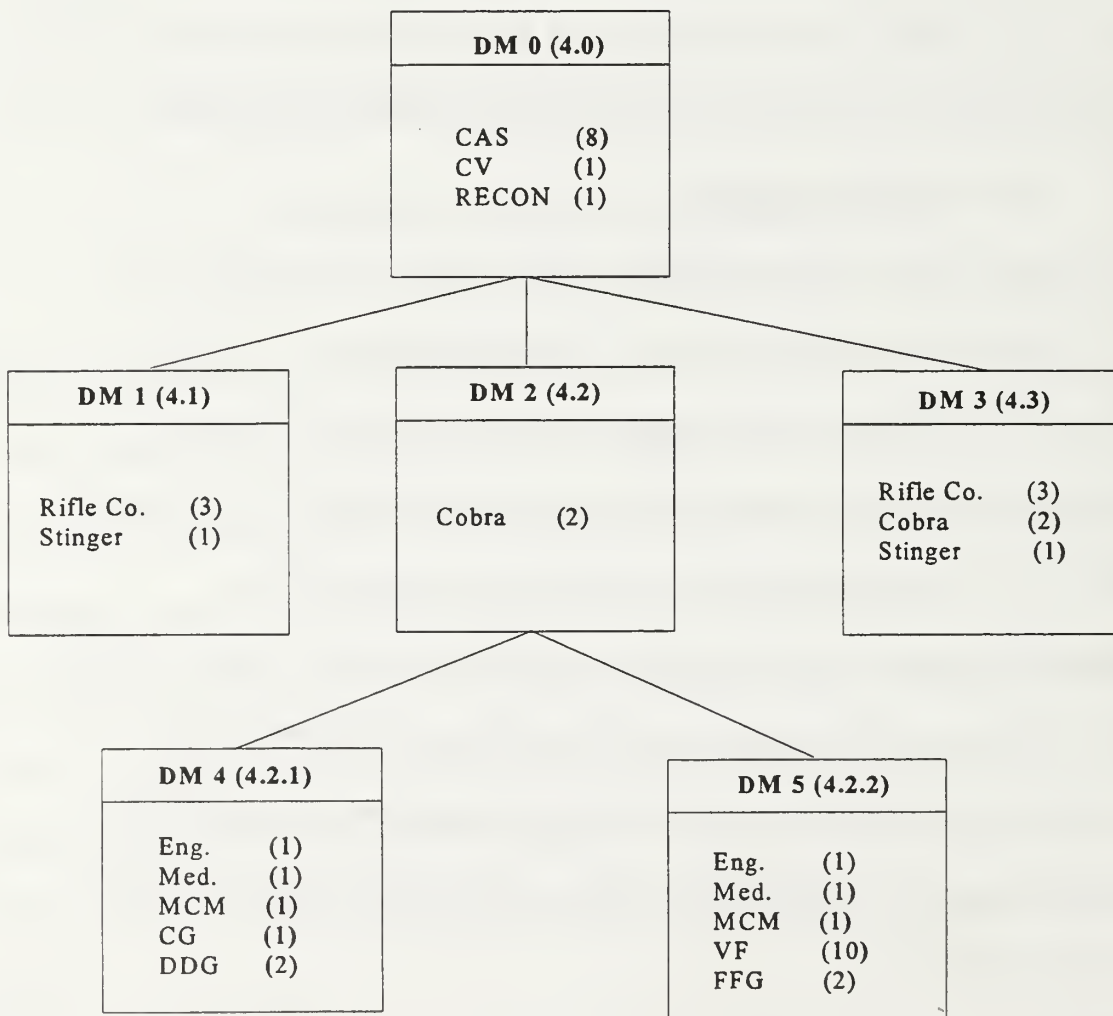 DM 0 (4.0)
CAS (8)
CV (1)
RECON (1)
DM 1 (4.1)
Rifle Co. (3)
Stinger (1)
DM 2 (4.2)
Cobra (2)
DM 3 (4.3)
Rifle Co. (3)
Cobra (2)
Stinger (1)
DM 4 (4.2.1)
Eng. (1)
Med. (1)
MCM (1)
CG (1)
DDG (2)
DM 5 (4.2.2)
Eng. (1)
Med. (1)
MCM (1)
VF (10)
FFG (2)